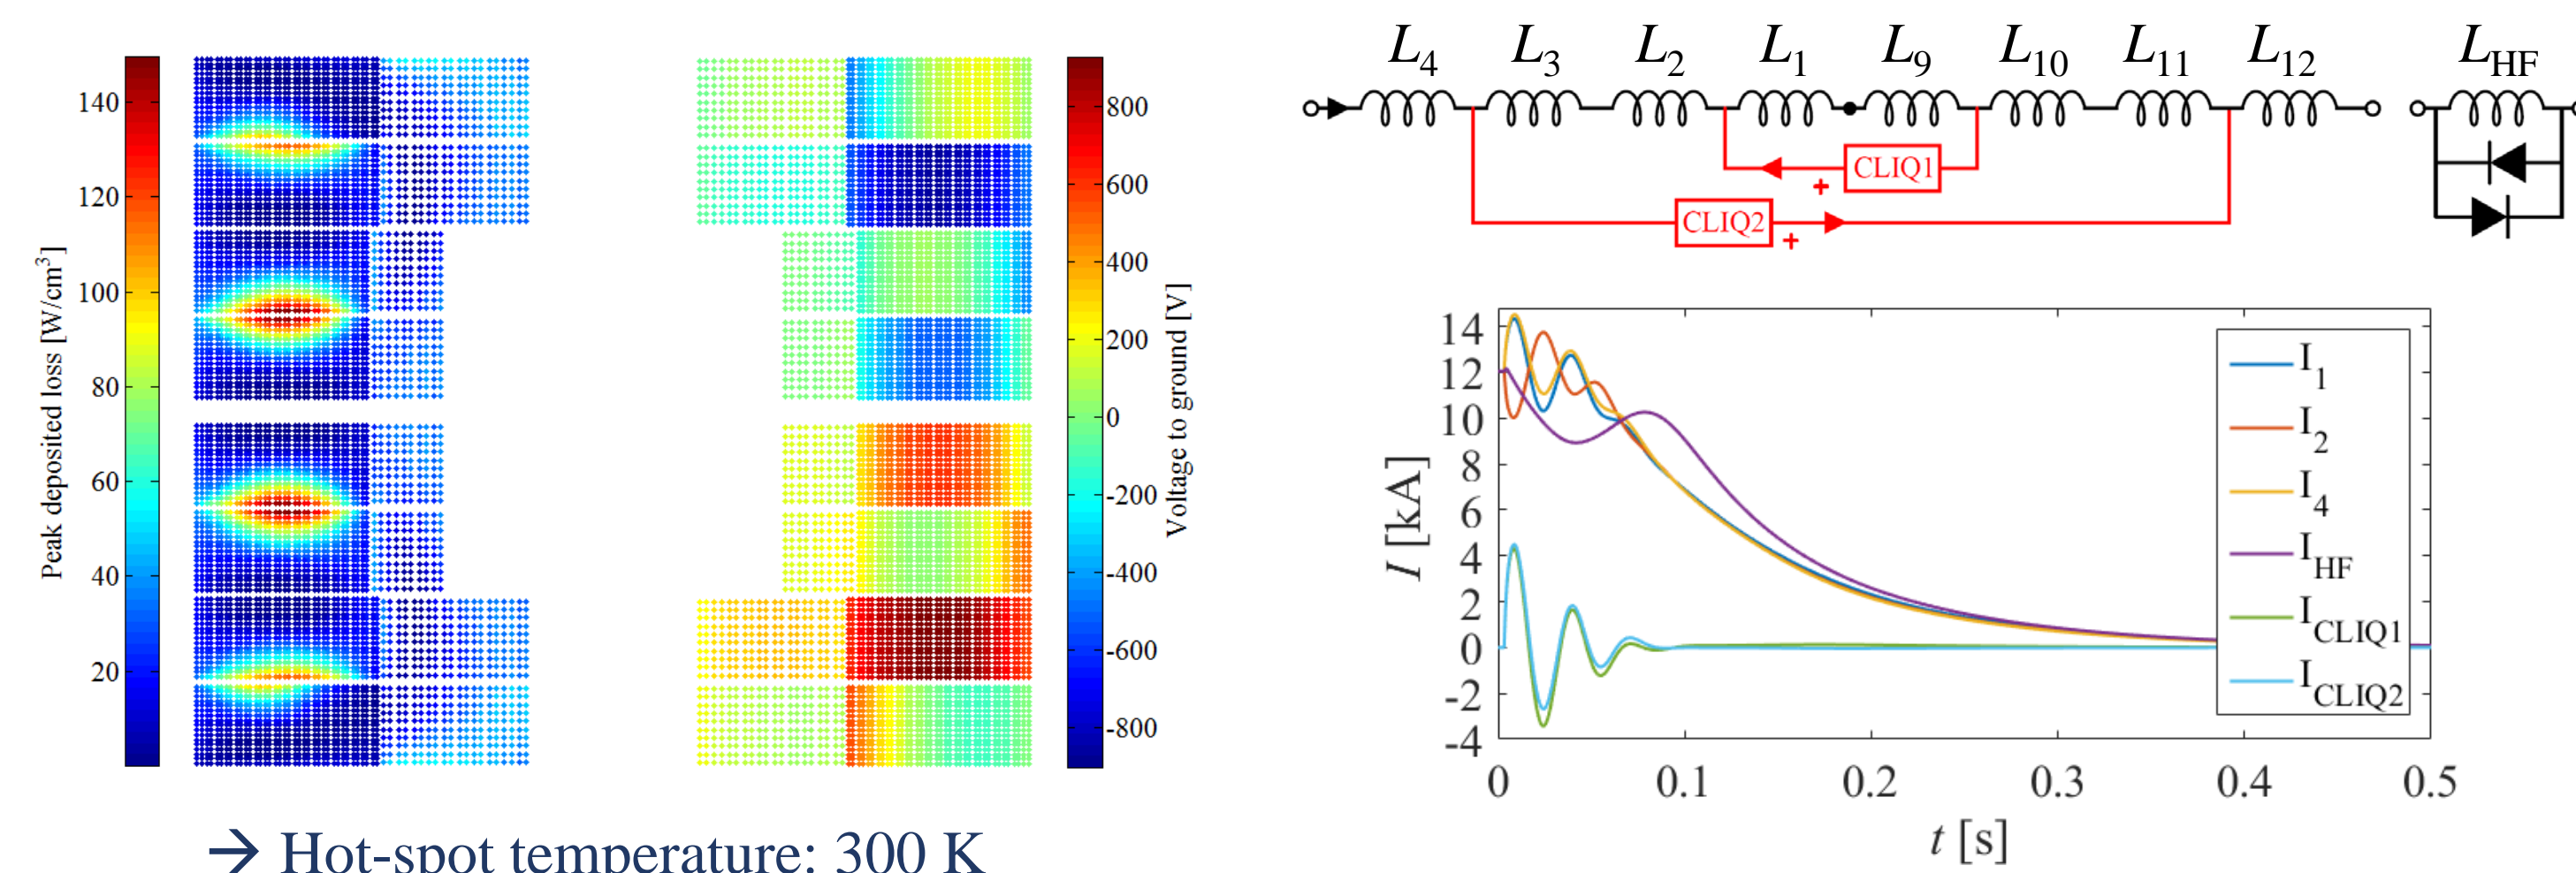 Peak deposited loss [W/cm³]
140
120
100
80
60
40
20
Voltage to ground [V]
800
600
400
200
0
-200
-400
-600
-800
→ Hot-spot temperature: 300 K
L4 L3 L2 L1 L9 L10 L11 L12 LHF
CLIQ1
+
CLIQ2
+
I [kA]
14
12
10
8
6
4
2
0
-2
-4
I1
I2
I4
IHF
ICLIQ1
ICLIQ2
0 0.1 0.2 0.3 0.4 0.5
t [s]